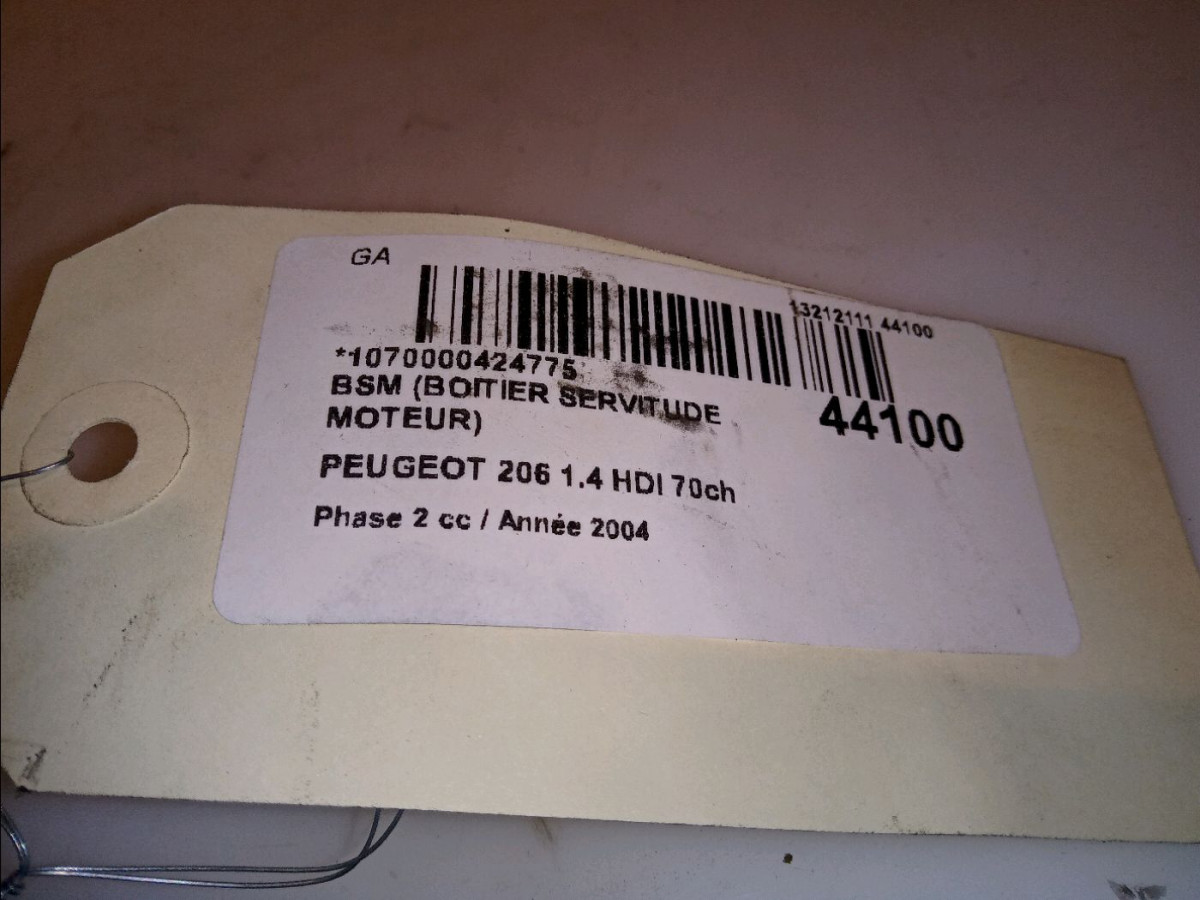 GA
13212111 44100
*1070000424775
BSM (BOITIER SERVITUDE
MOTEUR)
44100
PEUGEOT 206 1.4 HDI 70ch
Phase 2 cc / Année 2004